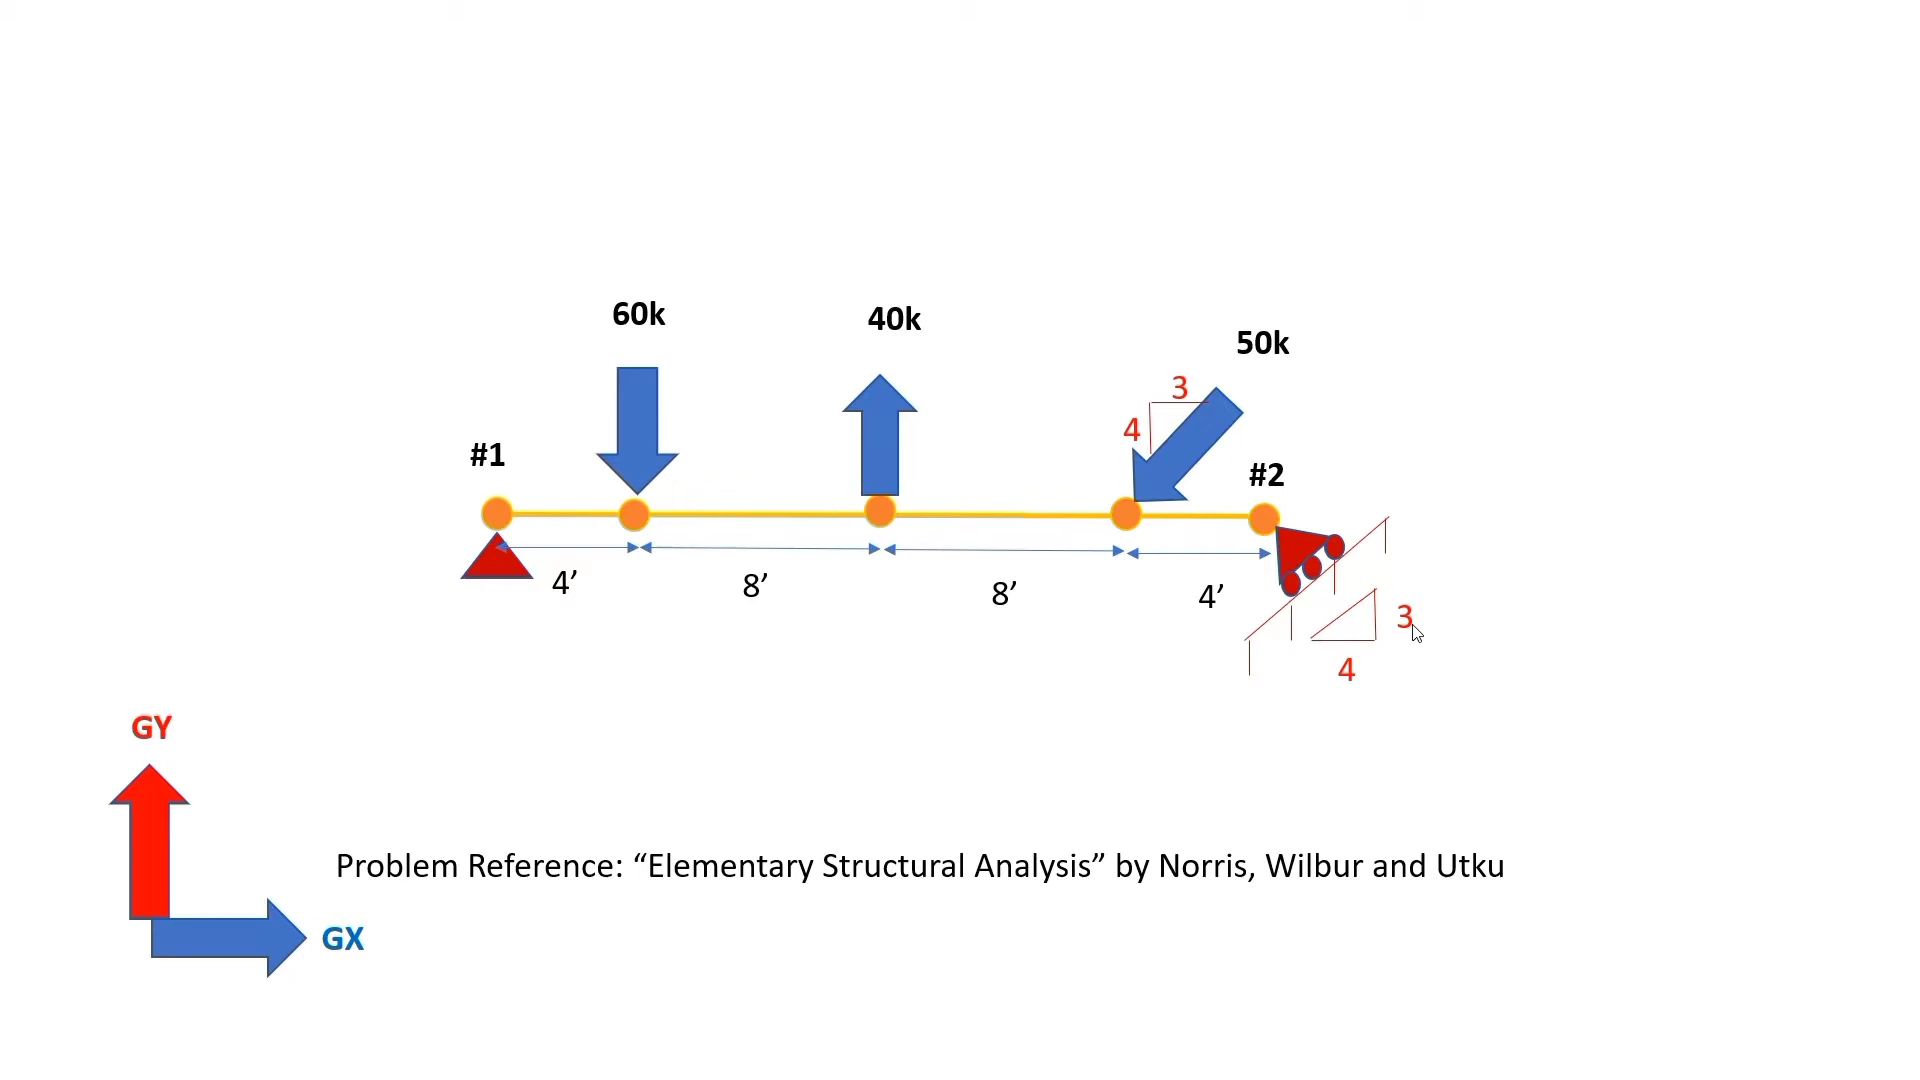 60k
40k
50k
3
4
#1
#2
4’
8’
8’
4’
3
4
GY
Problem Reference: “Elementary Structural Analysis” by Norris, Wilbur and Utku
GX